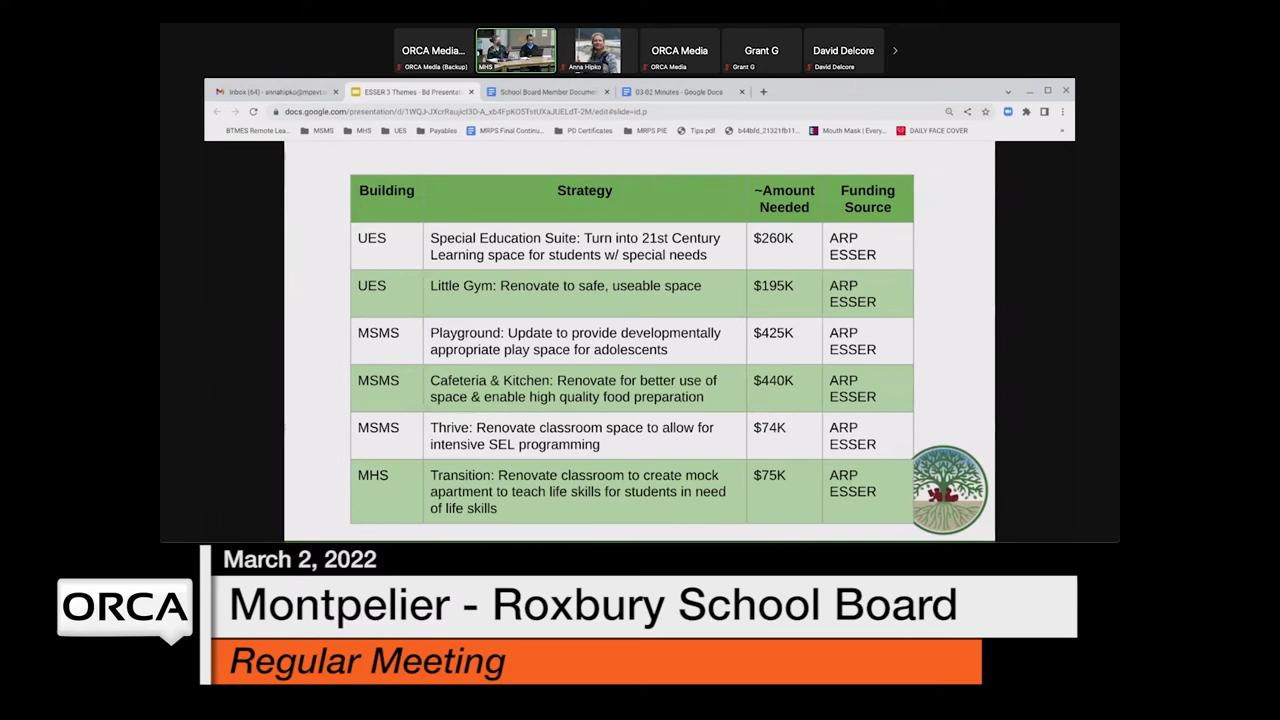 ORCA Media...
Grant G
David Delcore
ORCA Media
ORCA Media (Backup)
MHS
Anna Hipko
ORCA Media
Grant G
David Delcore
Inbox (64) - annahipko@mpsvt.o
ESSER 3 Themes - Bd Presentat
School Board Member Documen
03-02 Minutes - Google Docs
BTMES Remote Lea...
MSMS
MHS
UES
Payables
MRPS Final Continu...
PD Certificates
MRPS PIE
Tips.pdf
b44bfd_21321fb11...
Mouth Mask | Every...
DAILY FACE COVER
Building
Strategy
~Amount
Needed
Funding
Source
UES
Special Education Suite: Turn into 21st Century
Learning space for students w/ special needs
$260K
ARP
ESSER
UES
Little Gym: Renovate to safe, useable space
$195K
ARP
ESSER
MSMS
Playground: Update to provide developmentally
appropriate play space for adolescents
$425K
ARP
ESSER
MSMS
Cafeteria & Kitchen: Renovate for better use of
space & enable high quality food preparation
$440K
ARP
ESSER
MSMS
Thrive: Renovate classroom space to allow for
intensive SEL programming
$74K
ARP
ESSER
MHS
Transition: Renovate classroom to create mock
apartment to teach life skills for students in need
of life skills
$75K
ARP
ESSER
March 2, 2022
ORCA
Montpelier - Roxbury School Board
Regular Meeting